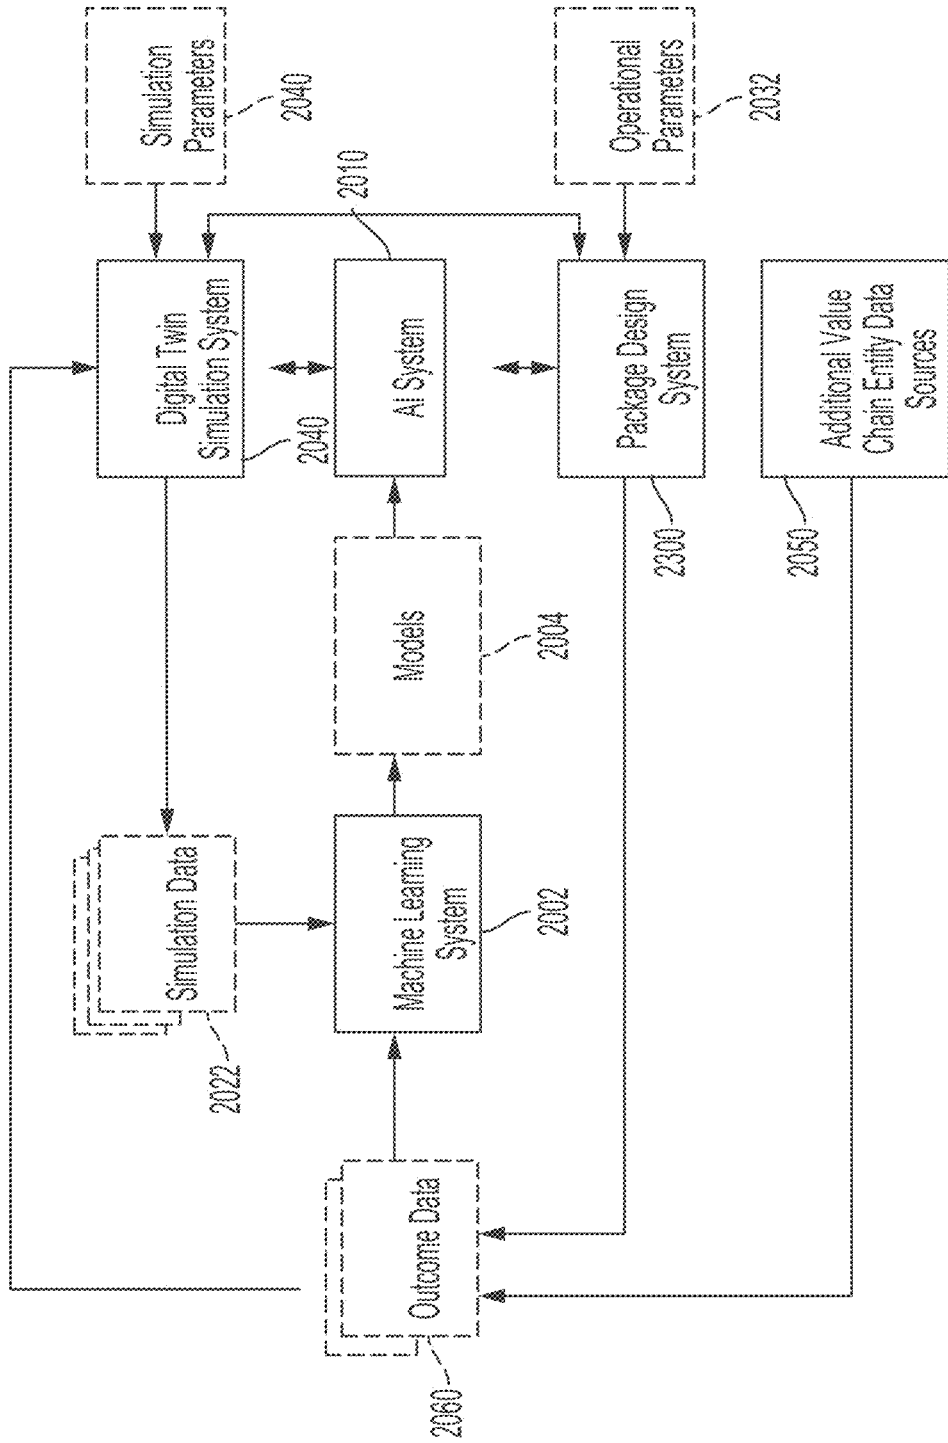 Simulation
Parameters
2040
Digital Twin
Simulation System
2040
Simulation Data
2022
2010
AI System
Models
2004
Machine Learning
System
2002
Outcome Data
2060
Operational
Parameters
2032
Package Design
System
2300
Additional Value
Chain Entity Data
Sources
2050